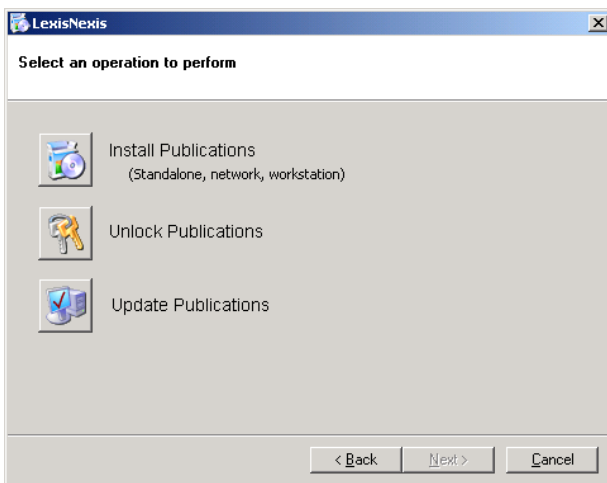 LexisNexis
Select an operation to perform
Install Publications
(Standalone, network, workstation)
Unlock Publications
Update Publications
< Back Next > Cancel